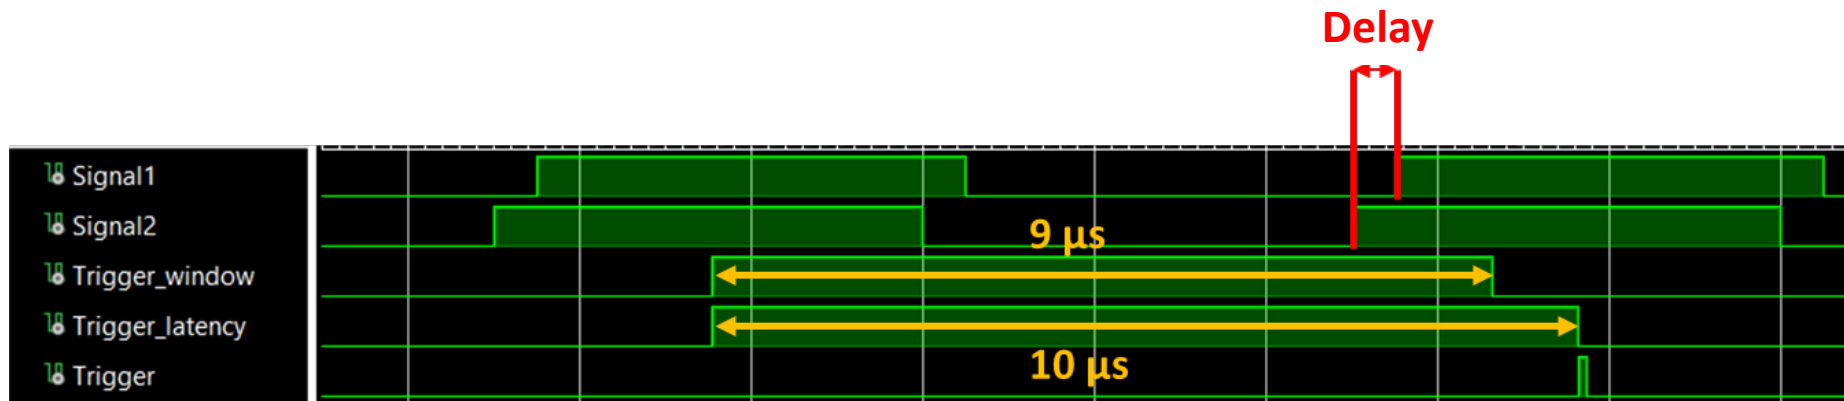 Delay
Signal1
Signal2
9 μs
Trigger_window
Trigger_latency
10 μs
Trigger